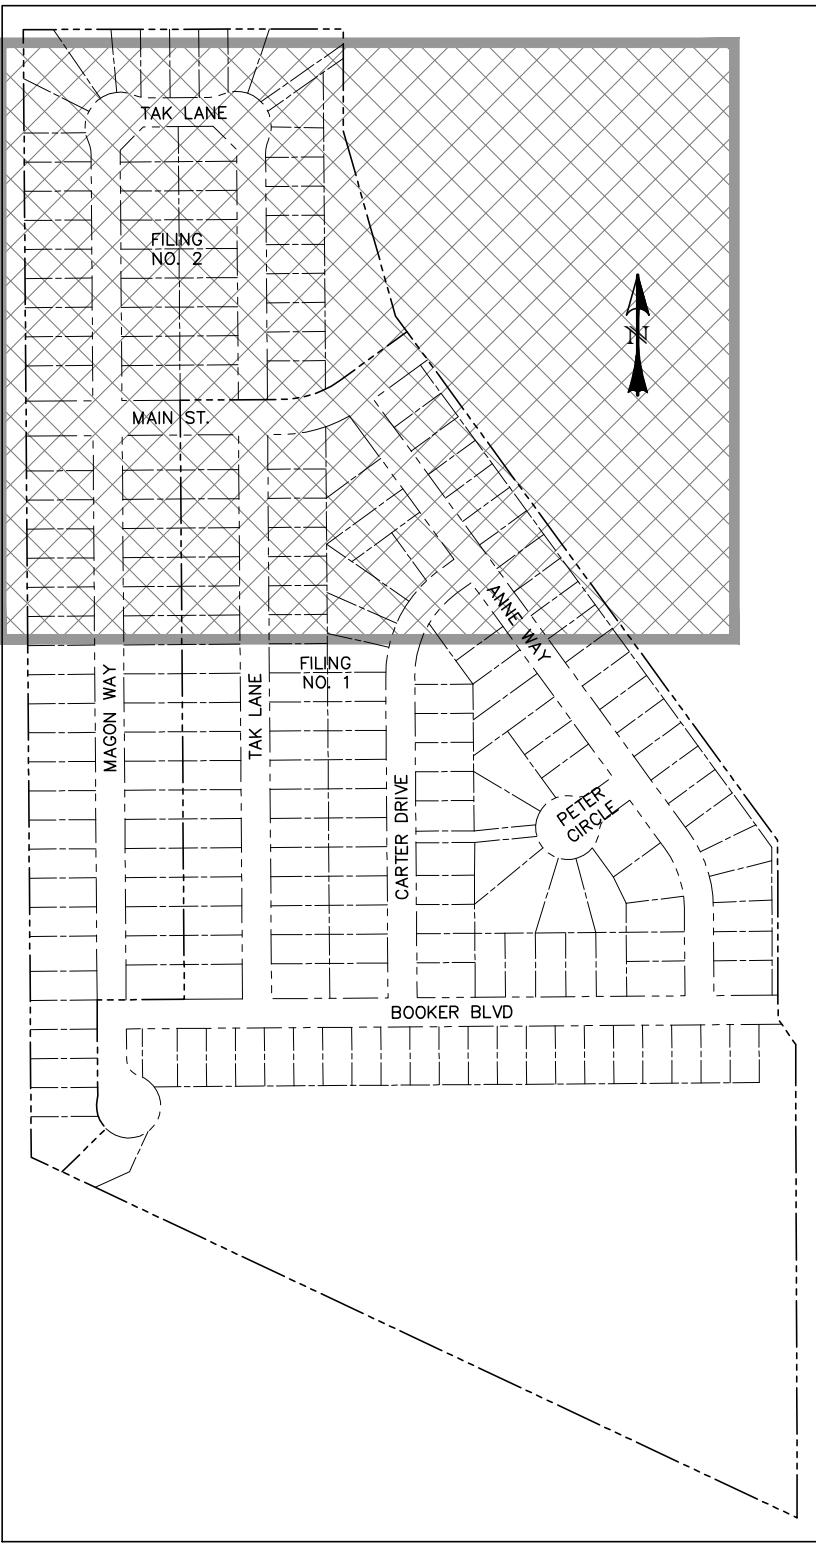 TAK LANE
FILING
NO. 2
N
MAIN ST.
ANNE WAY
FILING
NO. 1
MAGON WAY
TAK LANE
CARTER DRIVE
PETER
CIRCLE
BOOKER BLVD